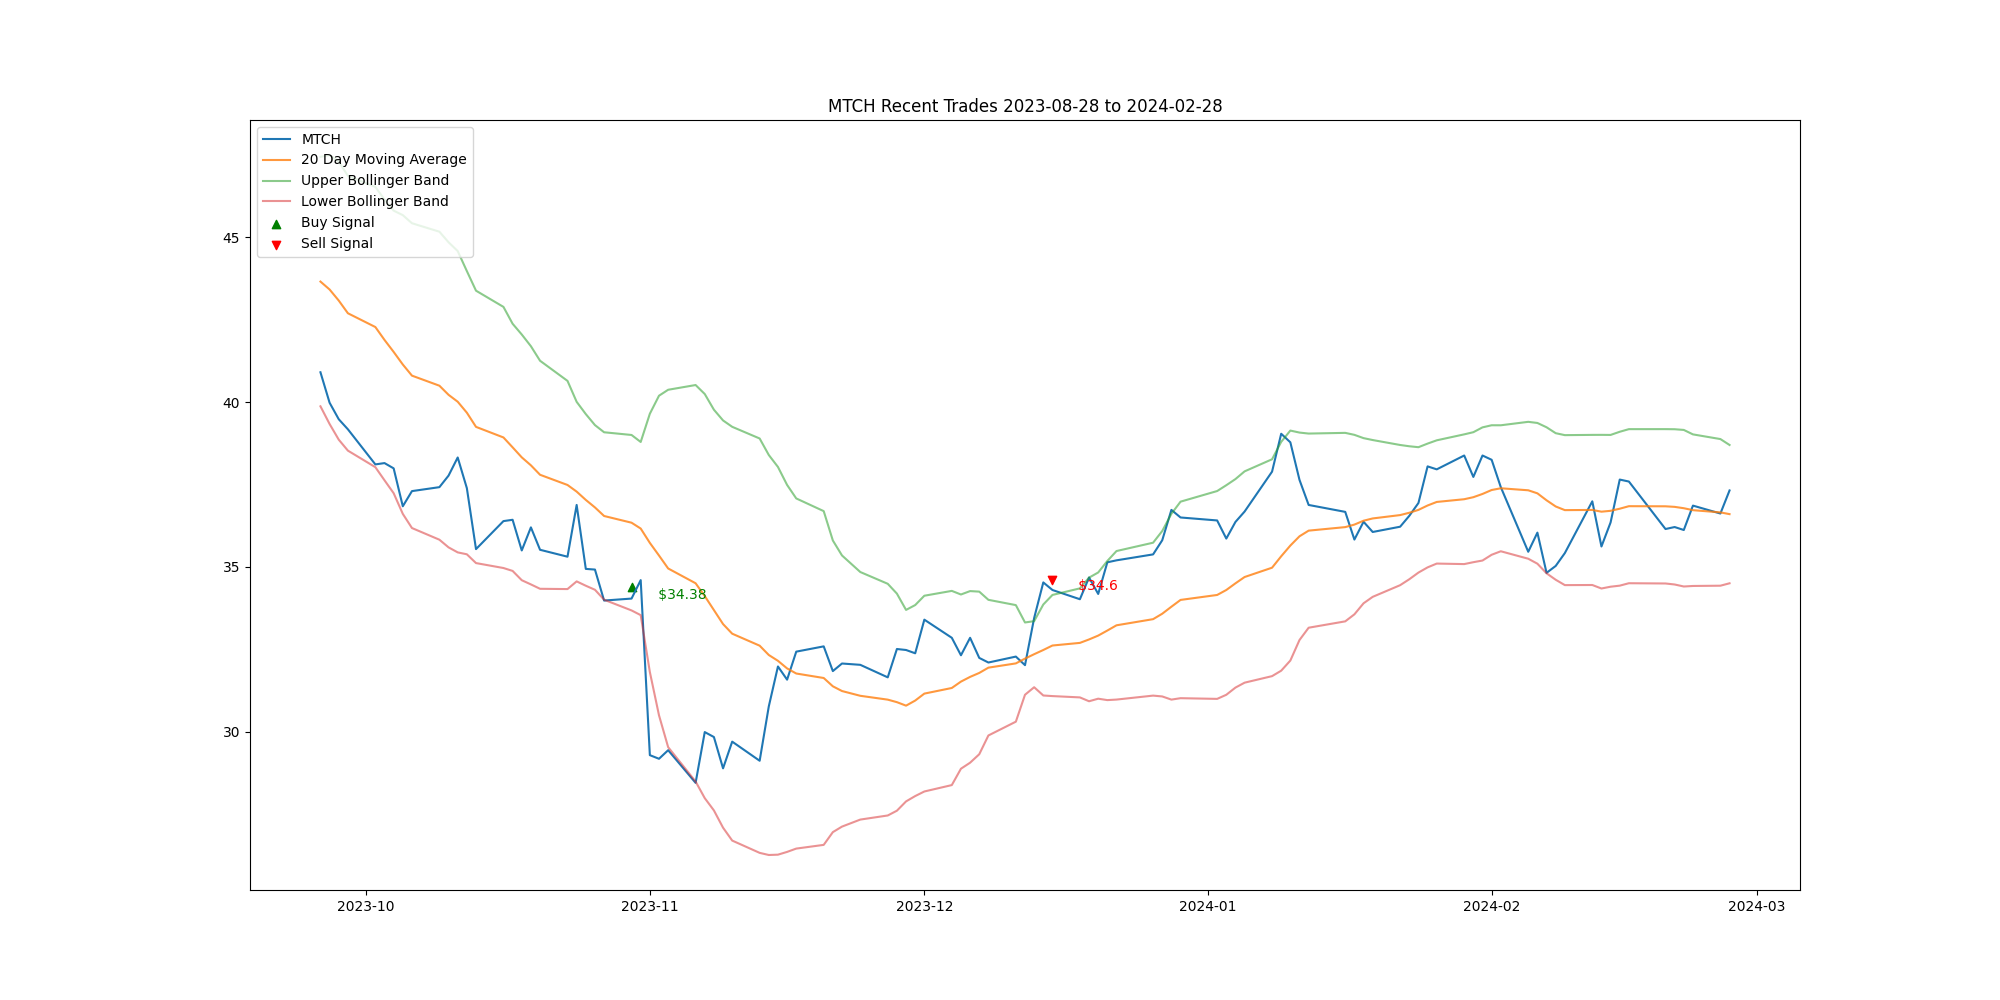 MTCH Recent Trades 2023-08-28 to 2024-02-28
MTCH
20 Day Moving Average
Upper Bollinger Band
Lower Bollinger Band
Buy Signal
Sell Signal
45
40
35
30
$34.38
$34.6
2023-10
2023-11
2023-12
2024-01
2024-02
2024-03